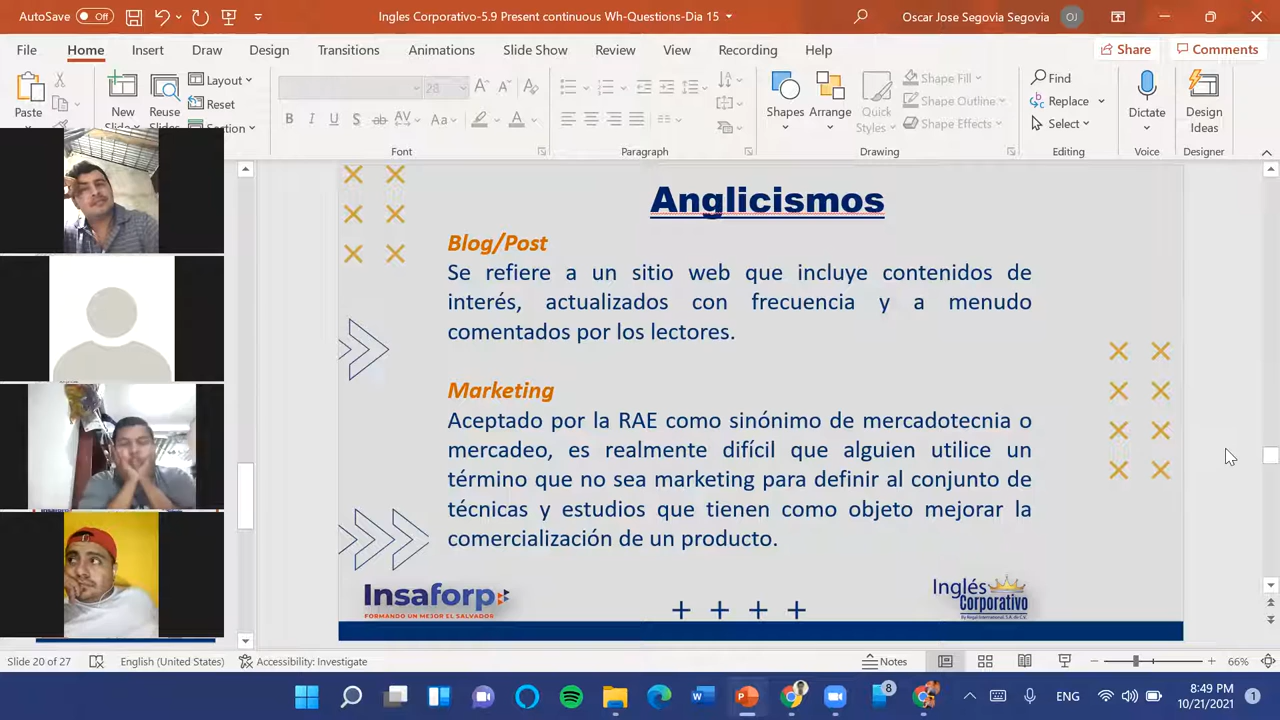 AutoSave Off
Ingles Corporativo-5.9 Present continuous Wh-Questions-Dia 15
Oscar Jose Segovia Segovia OJ
File Home Insert Draw Design Transitions Animations Slide Show Review View Recording Help Share Comments
Paste
New
Reuse
Layout
Reset
Section
28
Font
Paragraph
Shapes
Arrange
Quick
Styles
Shape Fill
Shape Outline
Shape Effects
Drawing
Find
Replace
Select
Editing
Dictate
Voice
Design
Ideas
Designer
Anglicismos
Blog/Post
Se refiere a un sitio web que incluye contenidos de
interés, actualizados con frecuencia y a menudo
comentados por los lectores.
Marketing
Aceptado por la RAE como sinónimo de mercadotecnia o
mercadeo, es realmente difícil que alguien utilice un
término que no sea marketing para definir al conjunto de
técnicas y estudios que tienen como objeto mejorar la
comercialización de un producto.
Insaforp
FORMANDO UN MEJOR EL SALVADOR
Inglés
Corporativo
Slide 20 of 27 English (United States) Accessibility: Investigate Notes 66%
8 ENG 8:49 PM
10/21/2021 1